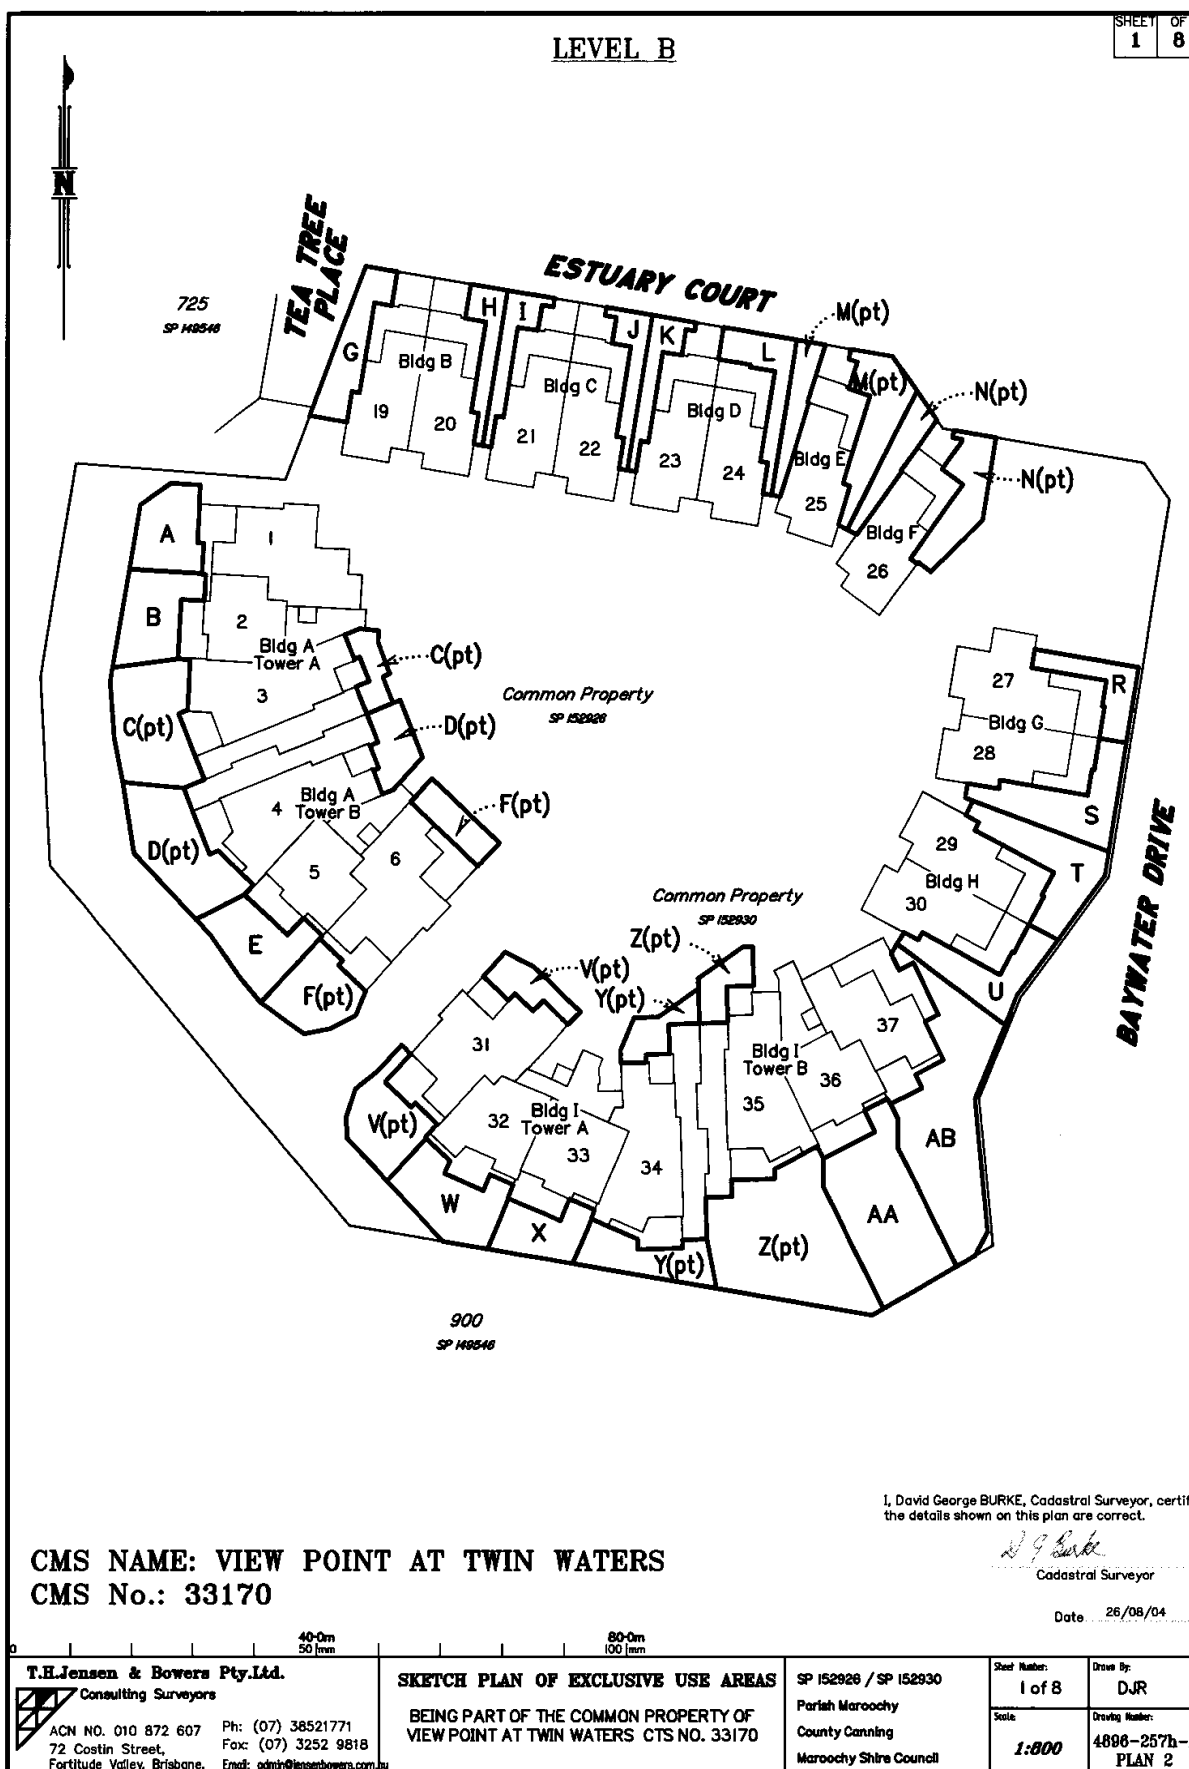 SHEET OF
1 8
LEVEL B
N
TEA TREE
PLACE
ESTUARY COURT
725
SP 149546
M(pt)
H
I
J
K
L
G
Bldg B
Bldg C
Bldg D
M(pt)
N(pt)
19
20
21
22
23
24
Bldg E
25
N(pt)
Bldg F
26
A
1
B
2
Bldg A
Tower A
C(pt)
3
C(pt)
Common Property
SP 152926
D(pt)
27
R
Bldg G
28
4
Bldg A
Tower B
F(pt)
S
D(pt)
5
6
29
T
Bldg H
30
BAYWATER DRIVE
Common Property
SP 152930
E
Z(pt)
V(pt)
F(pt)
Y(pt)
U
31
37
Bldg I
Tower B
36
35
V(pt)
32
Bldg I
Tower A
33
34
AB
W
X
AA
Y(pt)
Z(pt)
900
SP 149546
I, David George BURKE, Cadastral Surveyor, certif
the details shown on this plan are correct.
D G Burke
Cadastral Surveyor
Date 26/08/04
CMS NAME: VIEW POINT AT TWIN WATERS
CMS No.: 33170
0 40·0m 80·0m
50 mm 100 mm
T.H.Jensen & Bowers Pty.Ltd.
Consulting Surveyors
ACN NO. 010 872 607
72 Costin Street,
Fortitude Valley, Brisbane.
Ph: (07) 38521771
Fax: (07) 3252 9818
Email: admin@jensenbowers.com.au
SKETCH PLAN OF EXCLUSIVE USE AREAS
BEING PART OF THE COMMON PROPERTY OF
VIEW POINT AT TWIN WATERS CTS NO. 33170
SP 152926 / SP 152930
Parish Maroochy
County Canning
Maroochy Shire Council
Sheet Number:
1 of 8
Scale:
1:800
Drawn By:
DJR
Drawing Number:
4896-257h-
PLAN 2